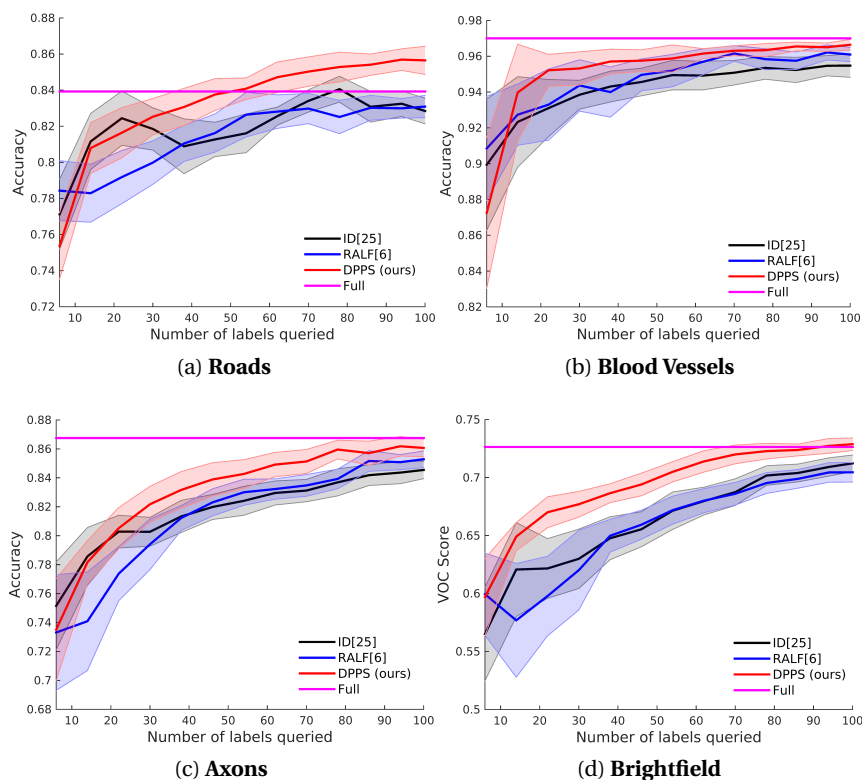 0.88
0.86
0.84
0.82
0.8
0.78
0.76
0.74
0.72
Accuracy
10 20 30 40 50 60 70 80 90 100
Number of labels queried
ID[25]
RALF[6]
DPPS (ours)
Full
(a) Roads
0.98
0.96
0.94
0.92
0.9
0.88
0.86
0.84
0.82
Accuracy
10 20 30 40 50 60 70 80 90 100
Number of labels queried
ID[25]
RALF[6]
DPPS (ours)
Full
(b) Blood Vessels
0.88
0.86
0.84
0.82
0.8
0.78
0.76
0.74
0.72
0.7
0.68
Accuracy
10 20 30 40 50 60 70 80 90 100
Number of labels queried
ID[25]
RALF[6]
DPPS (ours)
Full
(c) Axons
0.75
0.7
0.65
0.6
0.55
0.5
VOC Score
10 20 30 40 50 60 70 80 90 100
Number of labels queried
ID[25]
RALF[6]
DPPS (ours)
Full
(d) Brightfield